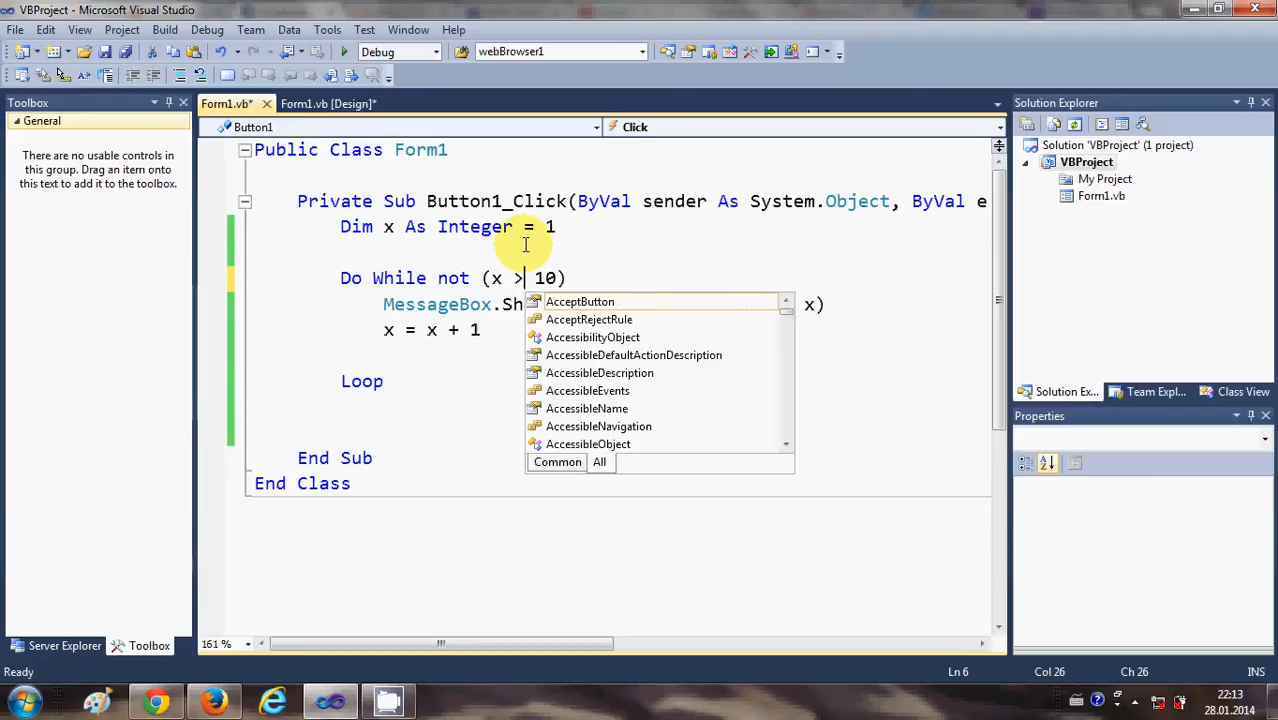 VBProject - Microsoft Visual Studio
File Edit View Project Build Debug Team Data Tools Test Window Help
Debug webBrowser1
Toolbox
General
There are no usable controls in
this group. Drag an item onto
this text to add it to the toolbox.
Server Explorer Toolbox
Form1.vb* Form1.vb [Design]*
Button1 Click
Public Class Form1
Private Sub Button1_Click(ByVal sender As System.Object, ByVal e
Dim x As Integer = 1
Do While not (x > 10)
MessageBox.Sh x)
x = x + 1
Loop
End Sub
End Class
AcceptButton
AcceptRejectRule
AccessibilityObject
AccessibleDefaultActionDescription
AccessibleDescription
AccessibleEvents
AccessibleName
AccessibleNavigation
AccessibleObject
Common All
161 %
Solution Explorer
Solution 'VBProject' (1 project)
VBProject
My Project
Form1.vb
Solution Ex... Team Expl... Class View
Properties
Ln 6 Col 26 Ch 26 INS
22:13
28.01.2014